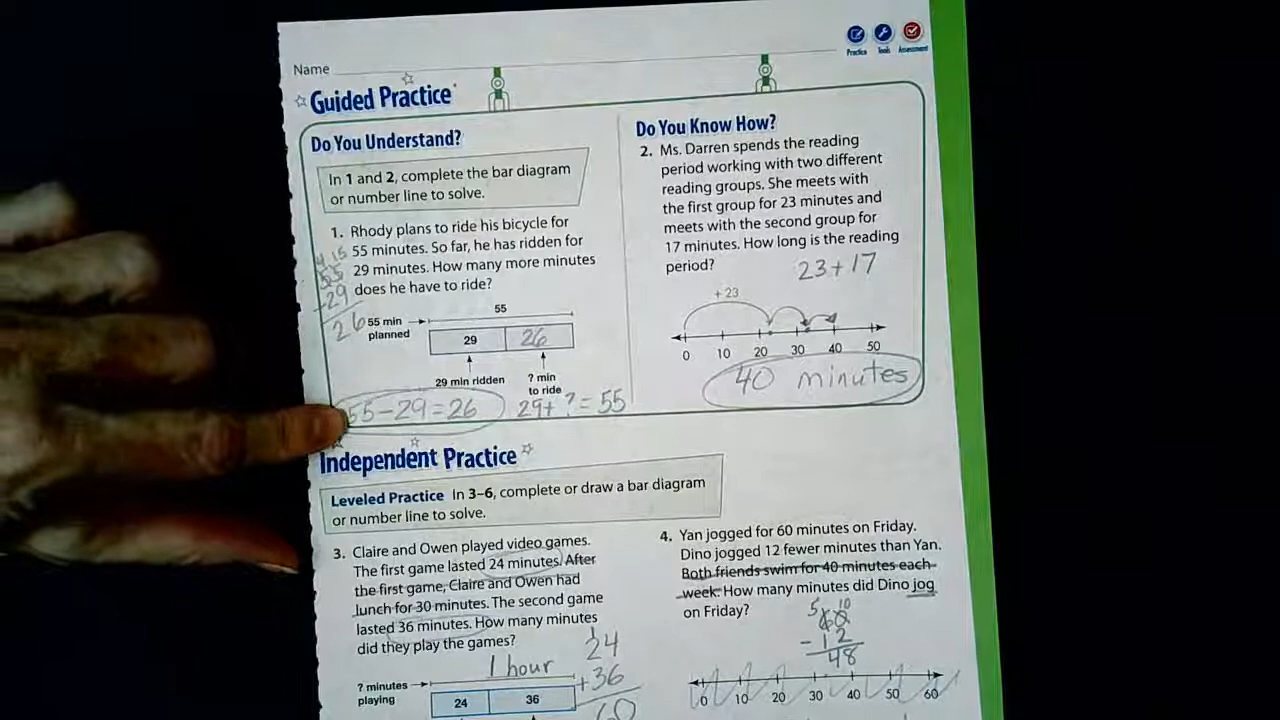 Practice Tools Assessment
Name
Guided Practice
Do You Understand?
In 1 and 2, complete the bar diagram
or number line to solve.
1. Rhody plans to ride his bicycle for
55 minutes. So far, he has ridden for
29 minutes. How many more minutes
does he have to ride?
4 15
55
-29
26
55
55 min
planned
29 26
29 min ridden
? min
to ride
55-29=26 29+?=55
Do You Know How?
2. Ms. Darren spends the reading
period working with two different
reading groups. She meets with
the first group for 23 minutes and
meets with the second group for
17 minutes. How long is the reading
period?
23+17
+23
0 10 20 30 40 50
40 minutes
Independent Practice
Leveled Practice In 3–6, complete or draw a bar diagram
or number line to solve.
3. Claire and Owen played video games.
The first game lasted 24 minutes. After
the first game, Claire and Owen had
lunch for 30 minutes. The second game
lasted 36 minutes. How many minutes
did they play the games?
1 hour
1
24
+36
60
? minutes
playing
24 36
4. Yan jogged for 60 minutes on Friday.
Dino jogged 12 fewer minutes than Yan.
Both friends swim for 40 minutes each
week. How many minutes did Dino jog
on Friday?
5 10
60
-12
48
0 10 20 30 40 50 60